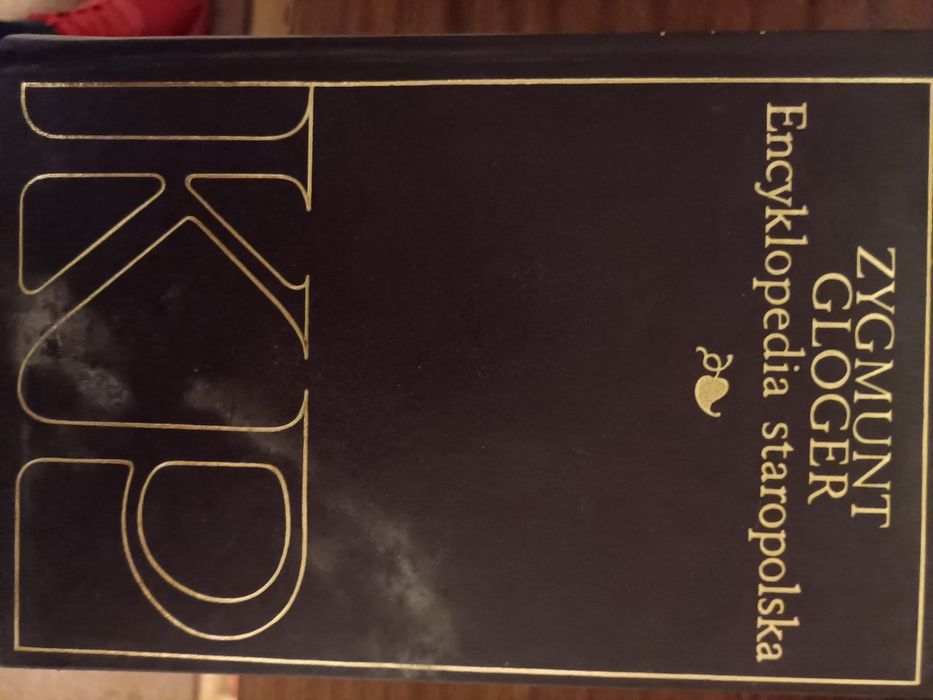 ZYGMUNT
GLOGER
Encyklopedia staropolska
KP